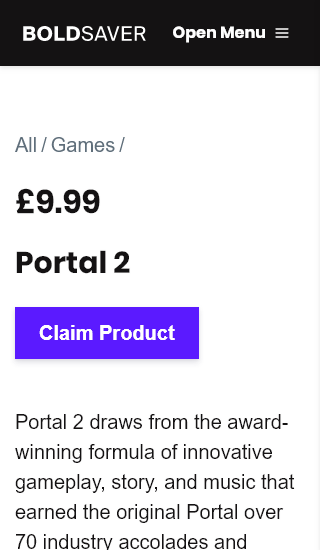 BOLDSAVER Open Menu
All / Games /
£9.99
Portal 2
Claim Product
Portal 2 draws from the award-
winning formula of innovative
gameplay, story, and music that
earned the original Portal over
70 industry accolades and